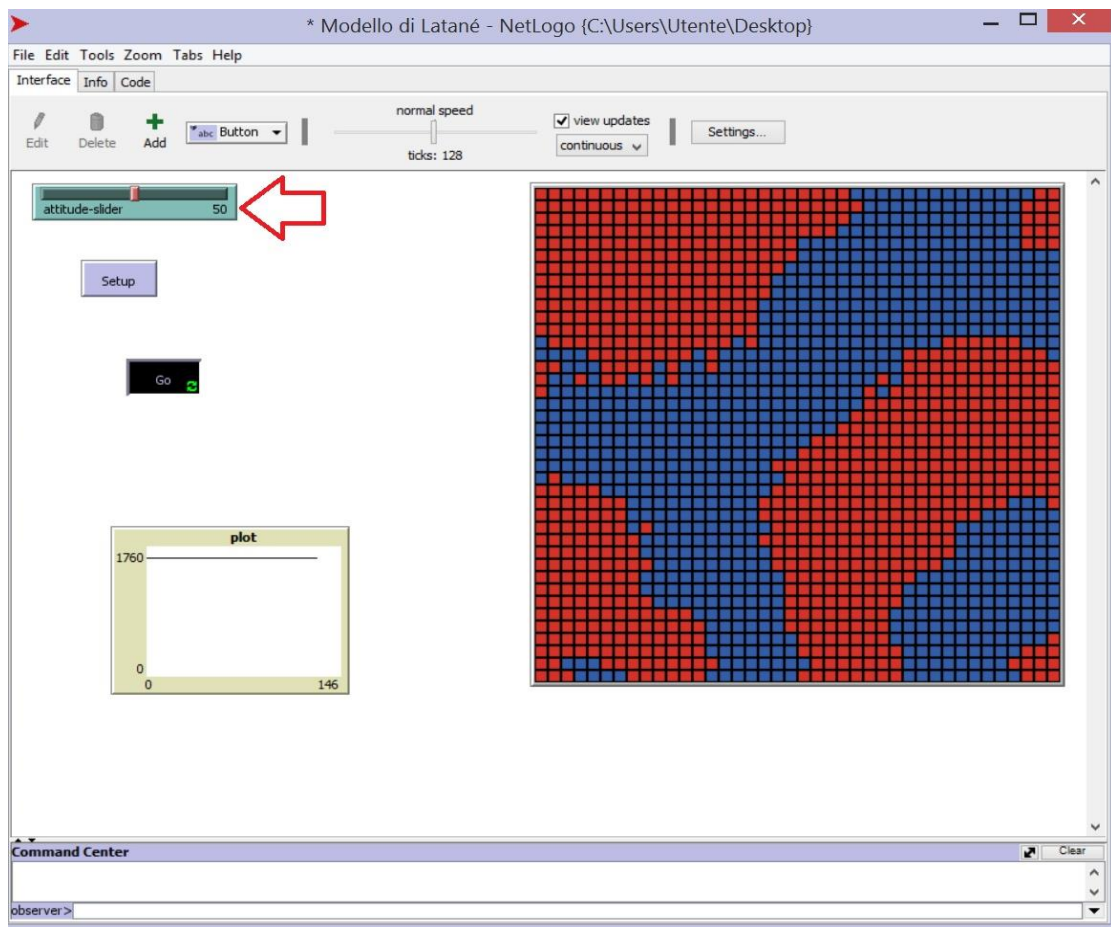 * Modello di Latané - NetLogo {C:\Users\Utente\Desktop}
File Edit Tools Zoom Tabs Help
Interface Info Code
Edit Delete Add abc Button normal speed ticks: 128 view updates continuous Settings...
attitude-slider 50
Setup
Go
plot
1760
0
0 146
Command Center Clear
observer>